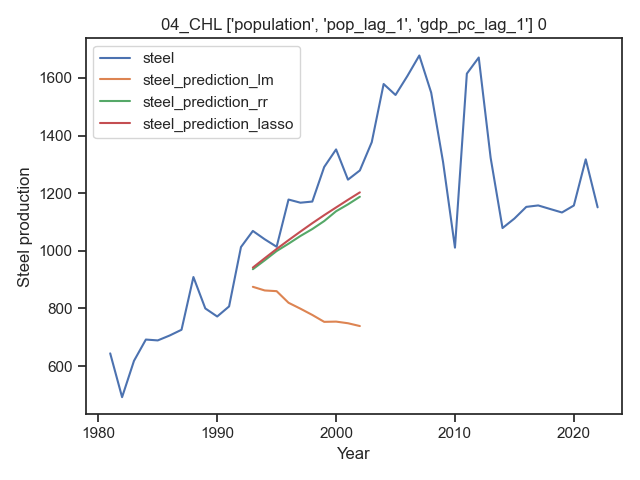 04_CHL ['population', 'pop_lag_1', 'gdp_pc_lag_1'] 0
steel
steel_prediction_lm
steel_prediction_rr
steel_prediction_lasso
Steel production
1600
1400
1200
1000
800
600
1980
1990
2000
2010
2020
Year